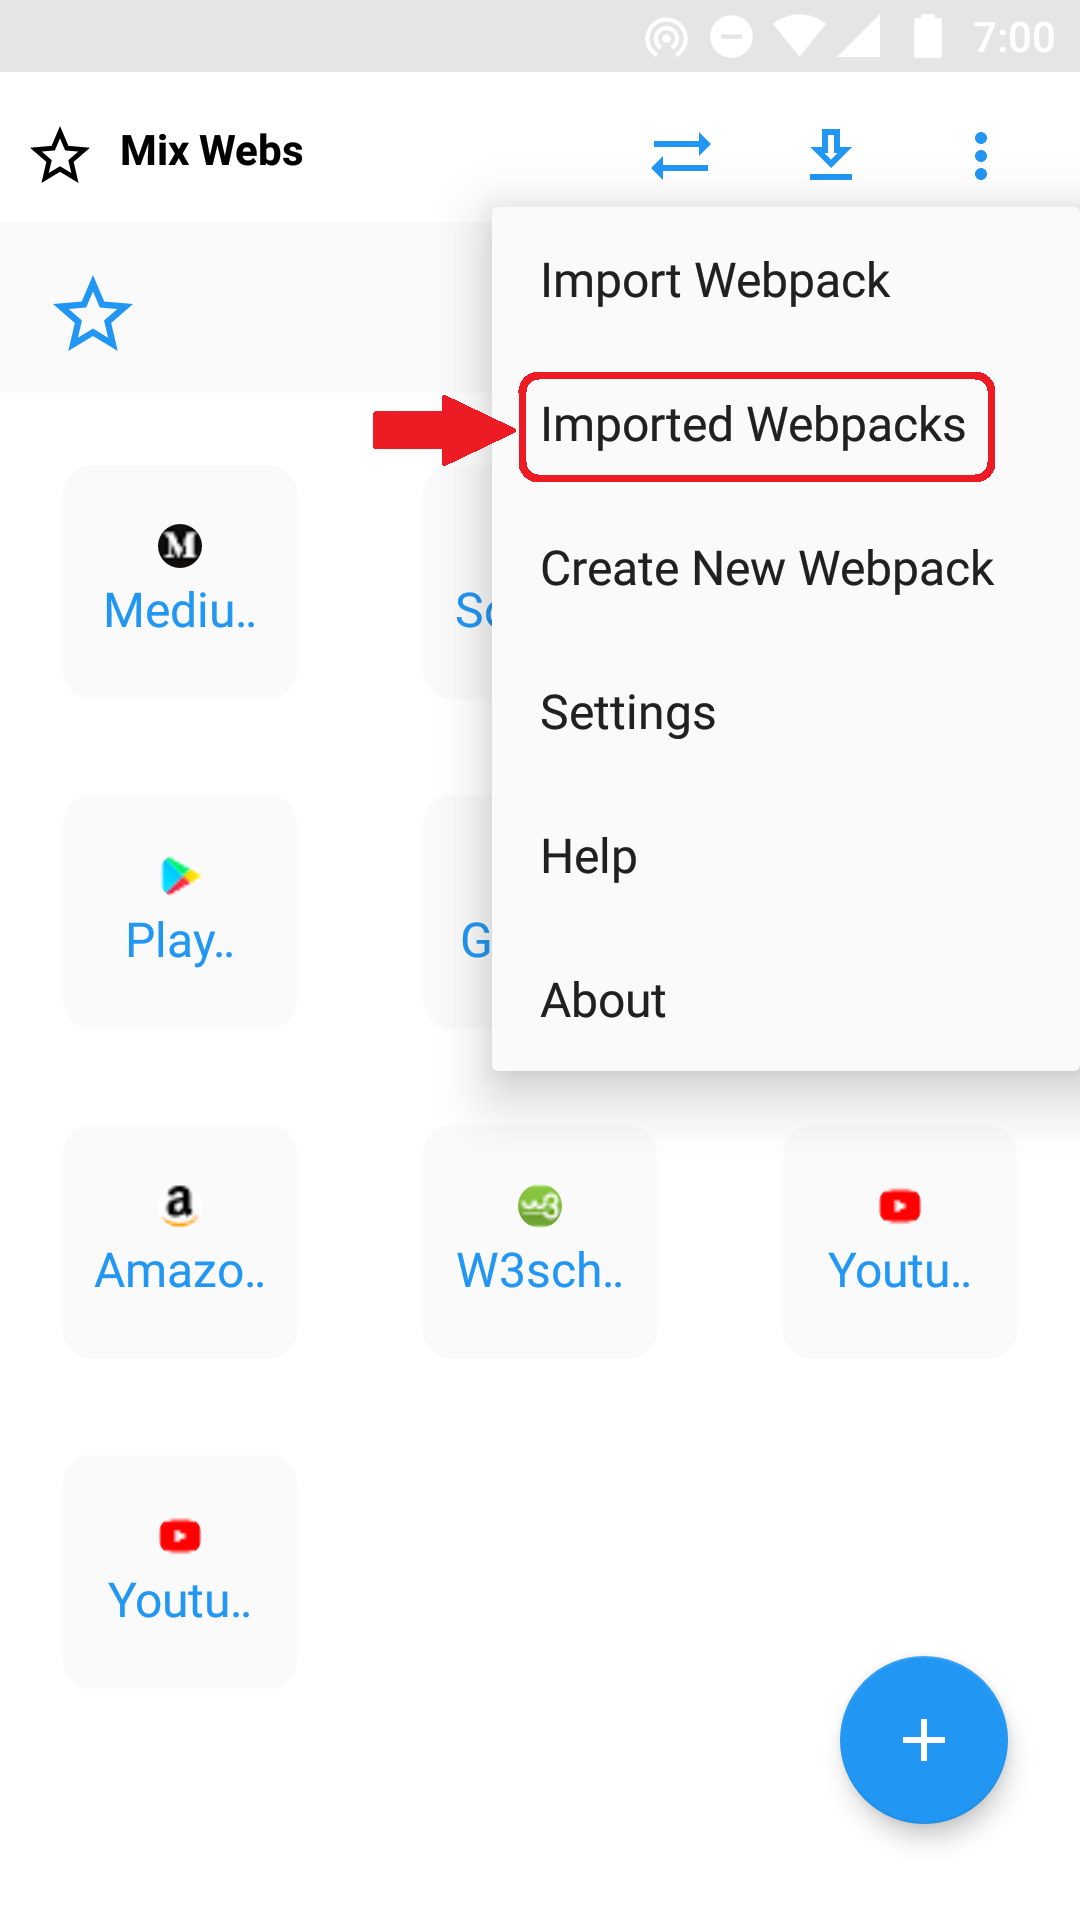 7:00
Mix Webs
Import Webpack
Imported Webpacks
Create New Webpack
Settings
Help
About
M
Mediu..
Sc
Play..
G
a
Amazo..
w3
W3sch..
Youtu..
Youtu..